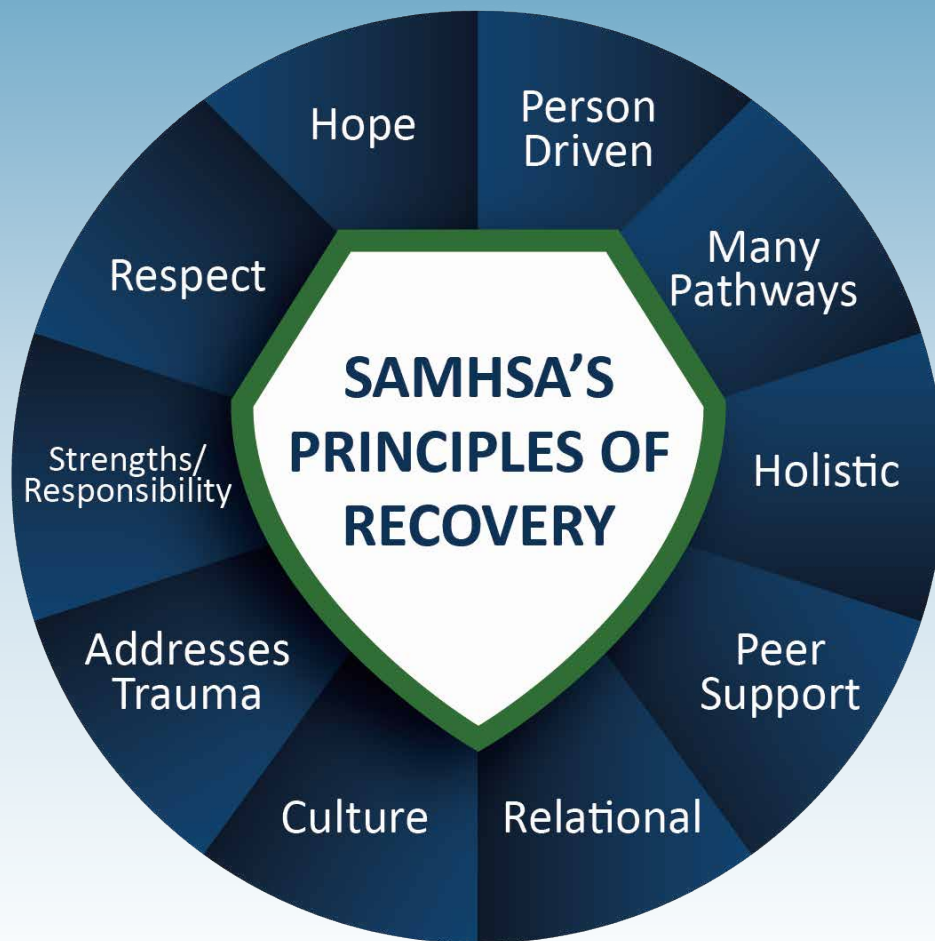 SAMHSA’S
PRINCIPLES OF
RECOVERY
Hope
Person
Driven
Many
Pathways
Holistic
Peer
Support
Relational
Culture
Addresses
Trauma
Strengths/
Responsibility
Respect